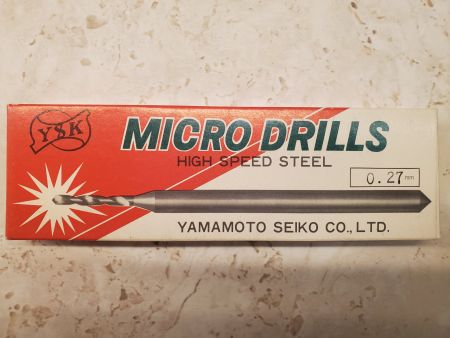 YSK
MICRO DRILLS
HIGH SPEED STEEL
0.27mm
YAMAMOTO SEIKO CO., LTD.